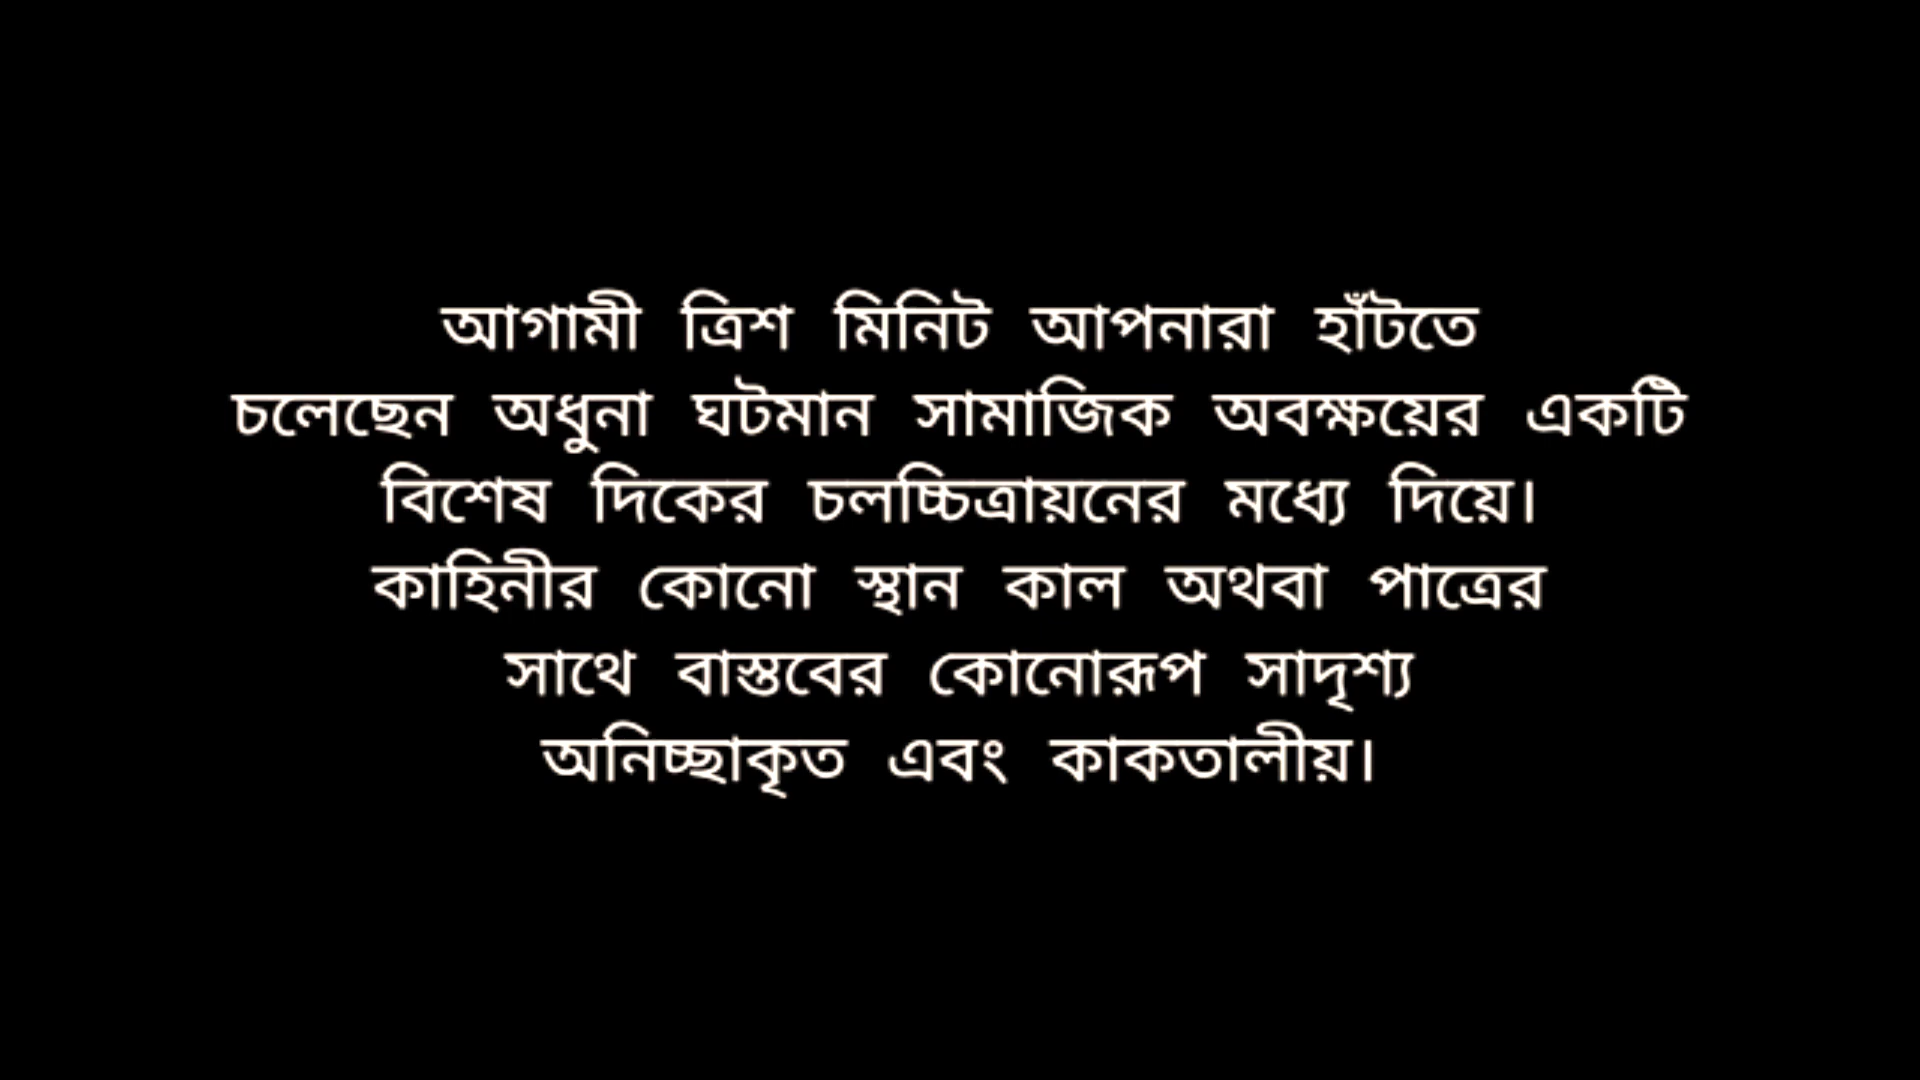 আগামী ত্রিশ মিনিট আপনারা হাঁটতে
চলেছেন অধুনা ঘটমান সামাজিক অবক্ষয়ের একটি
বিশেষ দিকের চলচ্চিত্রায়নের মধ্যে দিয়ে।
কাহিনীর কোনো স্থান কাল অথবা পাত্রের
সাথে বাস্তবের কোনোরূপ সাদৃশ্য
অনিচ্ছাকৃত এবং কাকতালীয়।